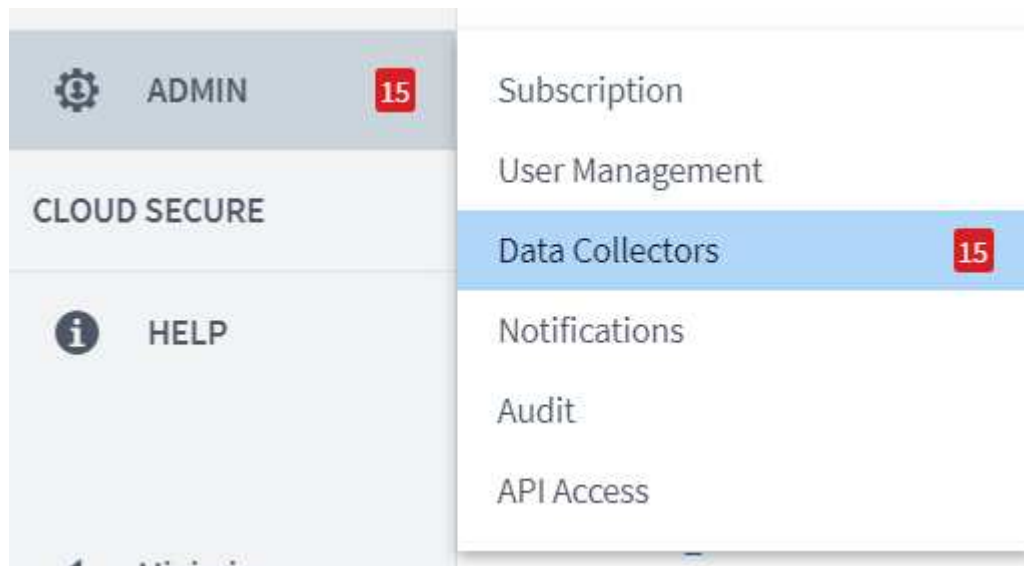 ADMIN 15
CLOUD SECURE
HELP
Subscription
User Management
Data Collectors 15
Notifications
Audit
API Access